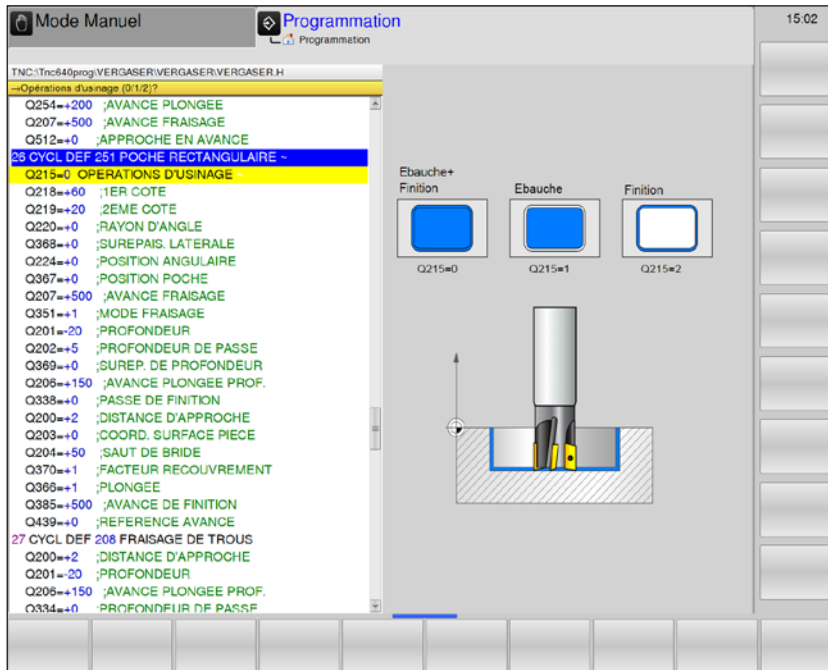 Mode Manuel
Programmation
Programmation
15:02
TNC:\Tnc640prog\VERGASER\VERGASER\VERGASER.H
→Opérations d'usinage (0/1/2)?
Q254=+200 ;AVANCE PLONGEE
Q207=+500 ;AVANCE FRAISAGE
Q512=+0 ;APPROCHE EN AVANCE
26 CYCL DEF 251 POCHE RECTANGULAIRE ~
Q215=0 OPERATIONS D'USINAGE ~
Q218=+60 ;1ER COTE
Q219=+20 ;2EME COTE
Q220=+0 ;RAYON D'ANGLE
Q368=+0 ;SUREPAIS. LATERALE
Q224=+0 ;POSITION ANGULAIRE
Q367=+0 ;POSITION POCHE
Q207=+500 ;AVANCE FRAISAGE
Q351=+1 ;MODE FRAISAGE
Q201=-20 ;PROFONDEUR
Q202=+5 ;PROFONDEUR DE PASSE
Q369=+0 ;SUREP. DE PROFONDEUR
Q206=+150 ;AVANCE PLONGEE PROF.
Q338=+0 ;PASSE DE FINITION
Q200=+2 ;DISTANCE D'APPROCHE
Q203=+0 ;COORD. SURFACE PIECE
Q204=+50 ;SAUT DE BRIDE
Q370=+1 ;FACTEUR RECOUVREMENT
Q366=+1 ;PLONGEE
Q385=+500 ;AVANCE DE FINITION
Q439=+0 ;REFERENCE AVANCE
27 CYCL DEF 208 FRAISAGE DE TROUS
Q200=+2 ;DISTANCE D'APPROCHE
Q201=-20 ;PROFONDEUR
Q206=+150 ;AVANCE PLONGEE PROF.
Q334=+0 ;PROFONDEUR DE PASSE
Ebauche+
Finition
Ebauche
Finition
Q215=0
Q215=1
Q215=2